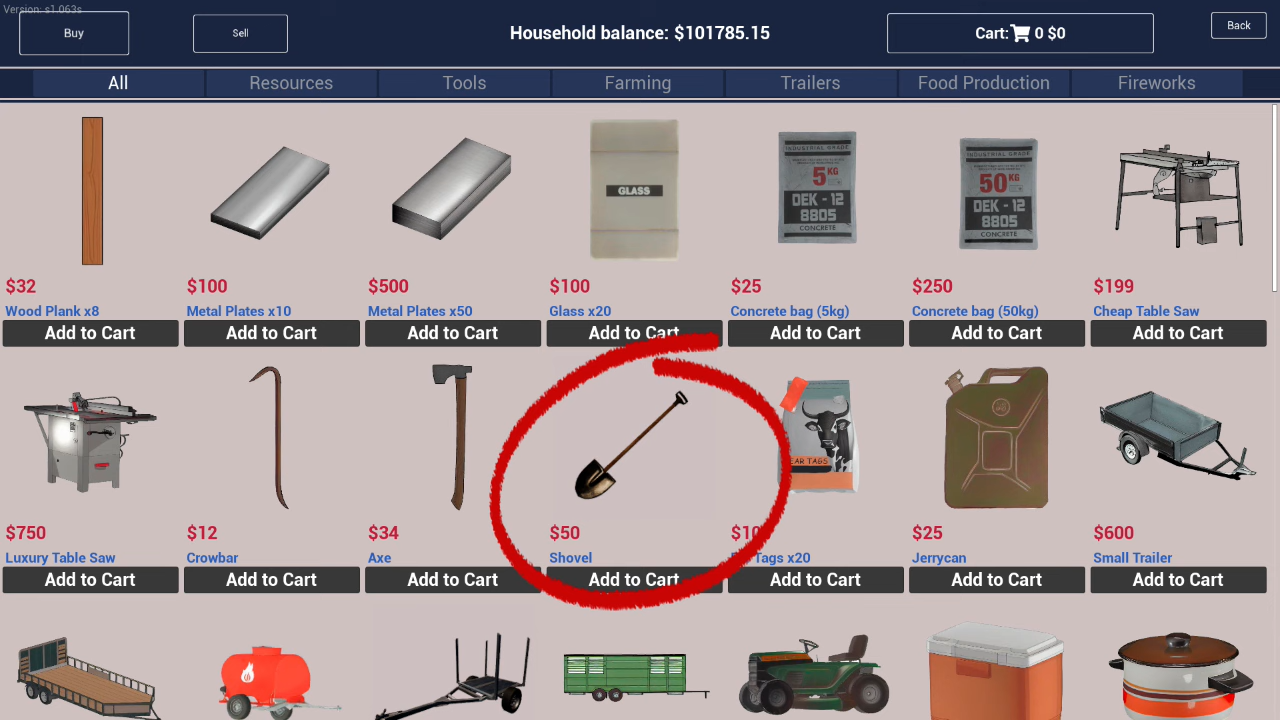 Version: s1.063s
Buy
Sell
Household balance: $101785.15
Cart: 0 $0
Back
All
Resources
Tools
Farming
Trailers
Food Production
Fireworks
GLASS
INDUSTRIAL GRADE
5KG
DEK - 12
8805
CONCRETE
INDUSTRIAL GRADE
50KG
DEK - 12
8805
CONCRETE
$32
$100
$500
$100
$25
$250
$199
Wood Plank x8
Metal Plates x10
Metal Plates x50
Glass x20
Concrete bag (5kg)
Concrete bag (50kg)
Cheap Table Saw
Add to Cart
Add to Cart
Add to Cart
Add to Cart
Add to Cart
Add to Cart
Add to Cart
EAR TAGS
$750
$12
$34
$50
$25
$600
Luxury Table Saw
Crowbar
Axe
Shovel
Tags x20
Jerrycan
Small Trailer
Add to Cart
Add to Cart
Add to Cart
Add to Cart
Add to Cart
Add to Cart
Add to Cart